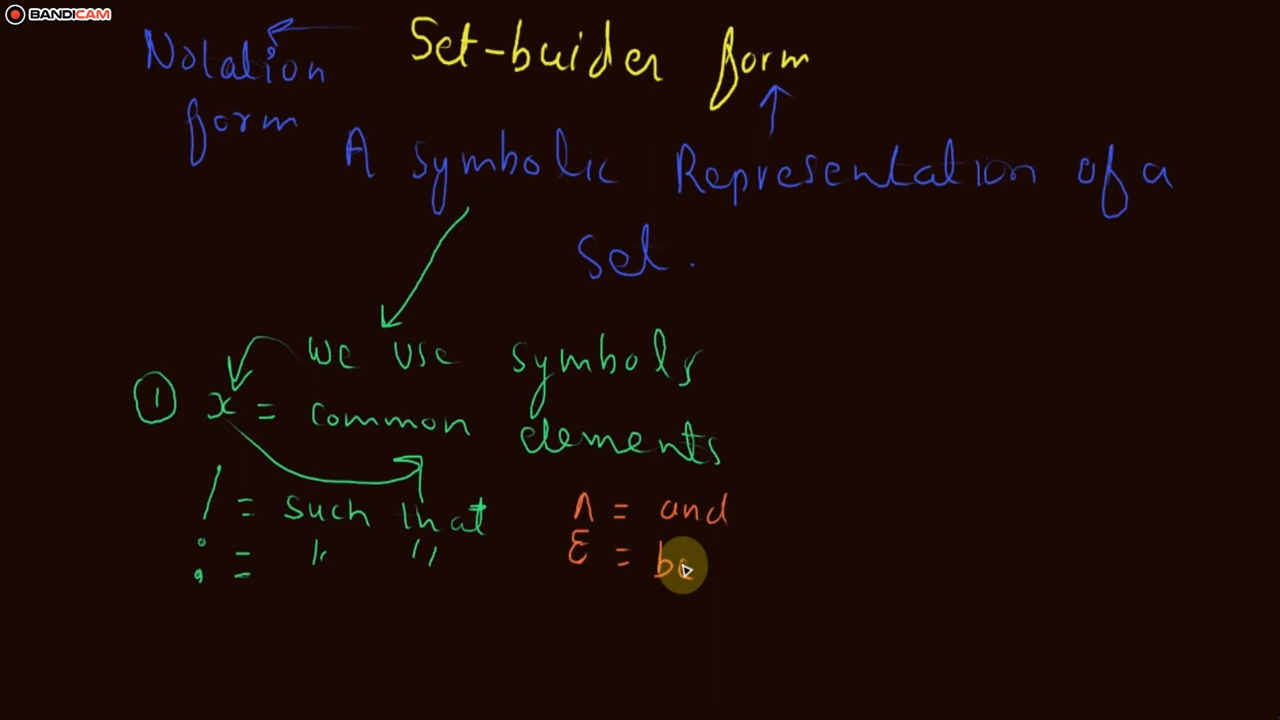 BANDICAM
Set-buider form
Notation
form
A symbolic Representation of a
set.
We use symbols
① x = common elements
/ = such that
: = " "
∧ = and
ε = be